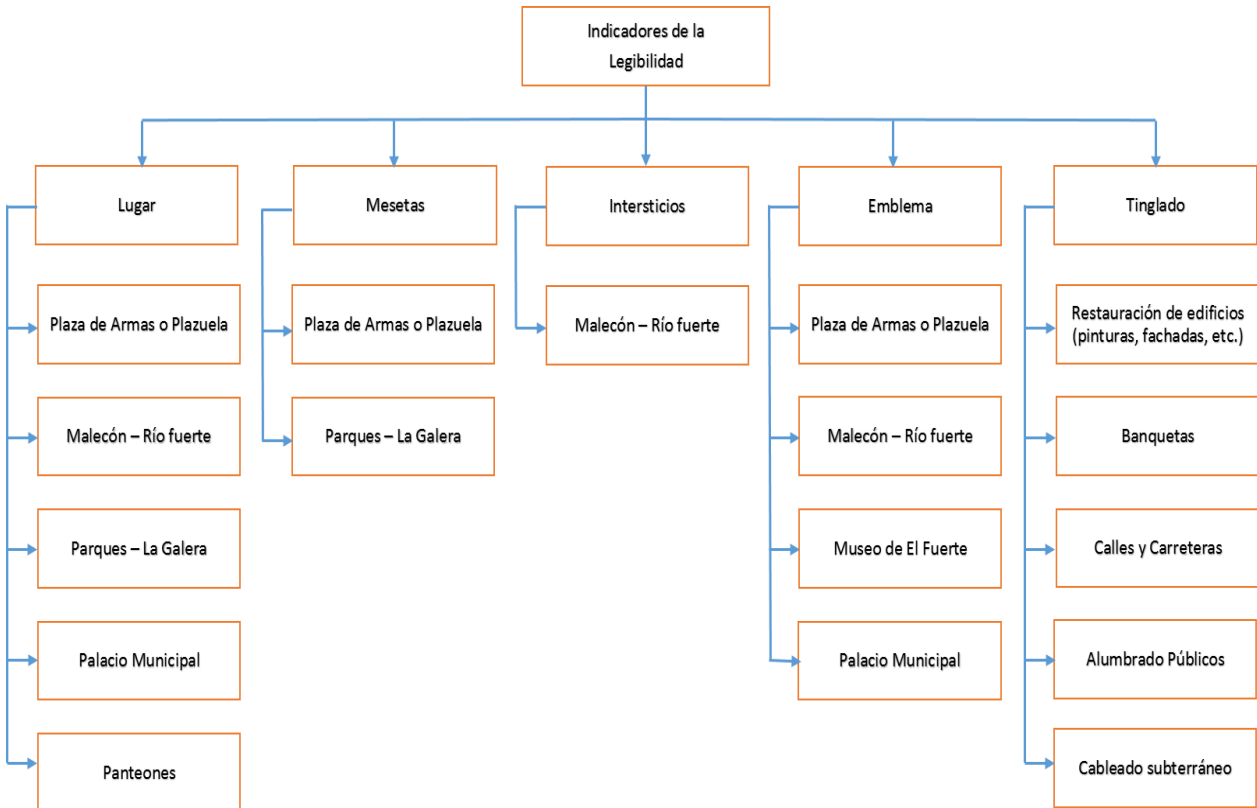 Indicadores de la
Legibilidad
Lugar
Mesetas
Intersticios
Emblema
Tinglado
Plaza de Armas o Plazuela
Plaza de Armas o Plazuela
Malecón – Río fuerte
Plaza de Armas o Plazuela
Restauración de edificios
(pinturas, fachadas, etc.)
Malecón – Río fuerte
Parques – La Galera
Malecón – Río fuerte
Banquetas
Parques – La Galera
Museo de El Fuerte
Calles y Carreteras
Palacio Municipal
Palacio Municipal
Alumbrado Públicos
Panteones
Cableado subterráneo